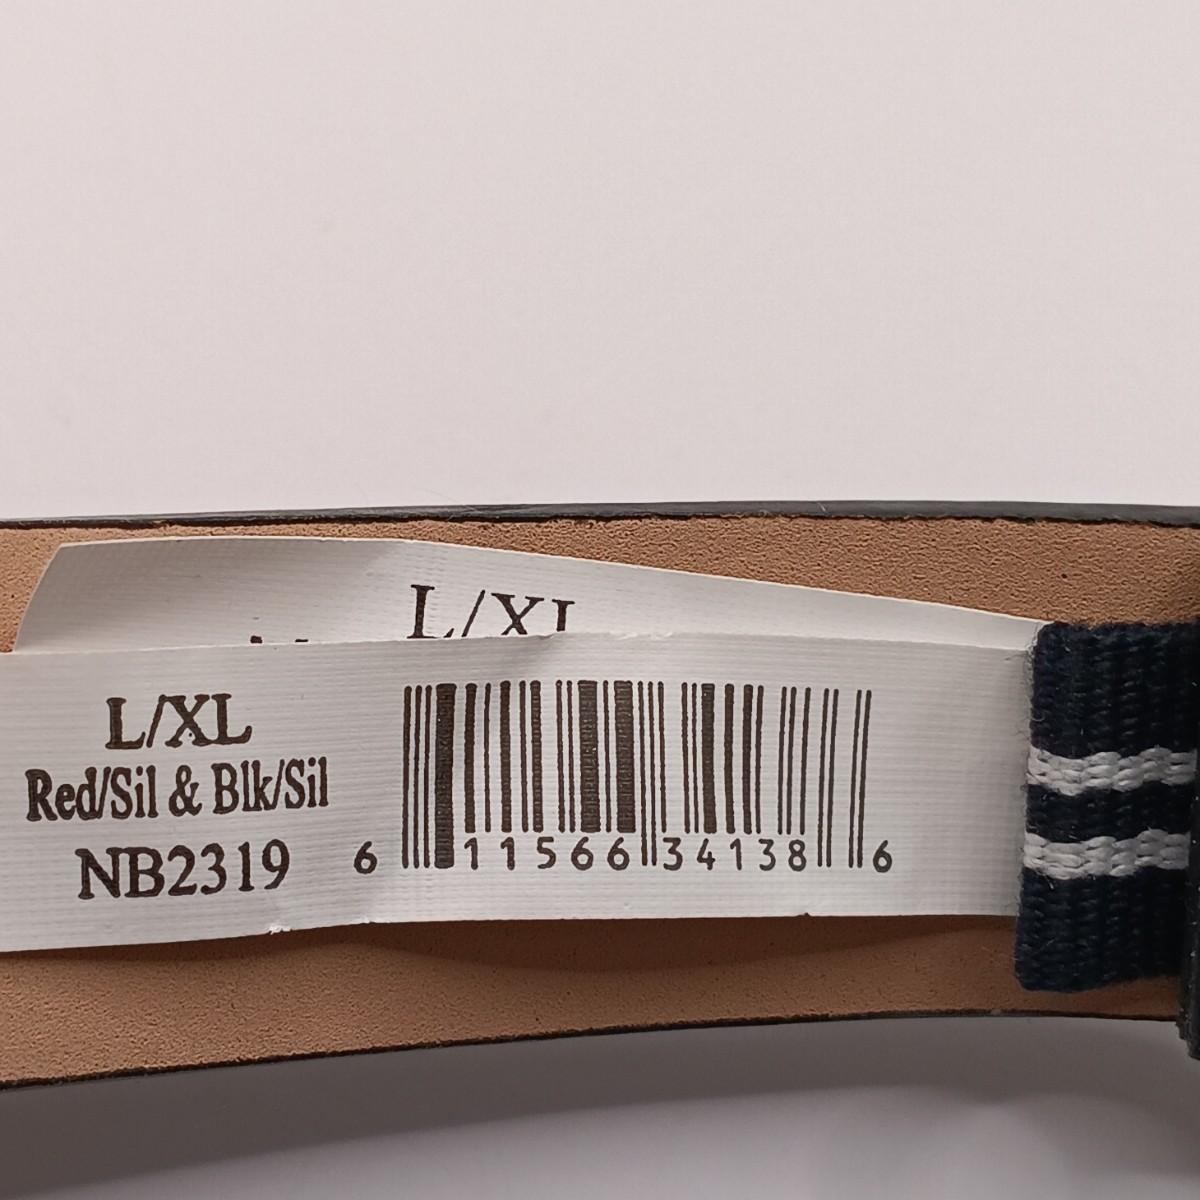 L/XL
L/XL
Red/Sil & Blk/Sil
NB2319
6 11566 34138 6